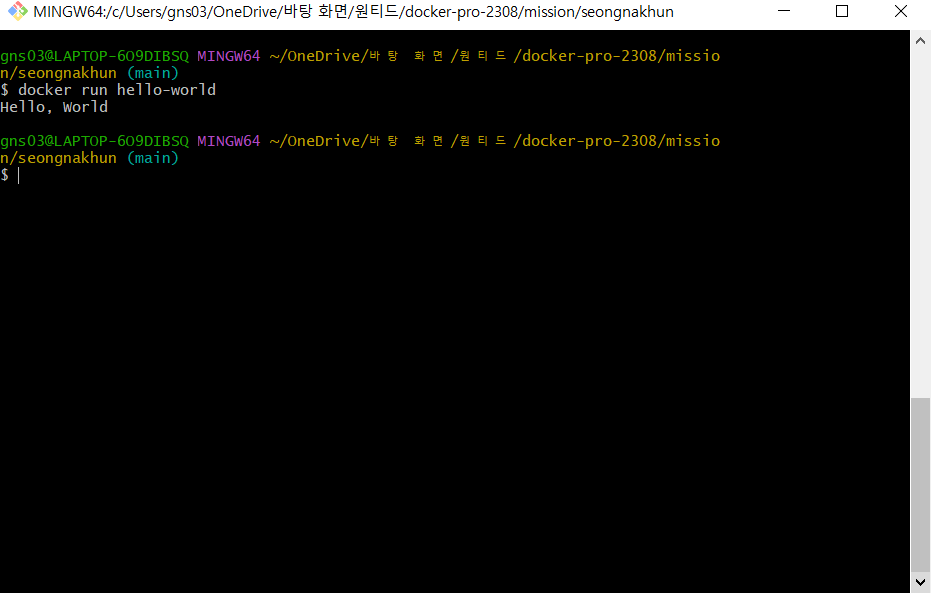 MINGW64:/c/Users/gns03/OneDrive/바탕 화면/원티드/docker-pro-2308/mission/seongnakhun
gns03@LAPTOP-6O9DIBSQ MINGW64 ~/OneDrive/바탕 화면/원티드/docker-pro-2308/missio
n/seongnakhun (main)
$ docker run hello-world
Hello, World
gns03@LAPTOP-6O9DIBSQ MINGW64 ~/OneDrive/바탕 화면/원티드/docker-pro-2308/missio
n/seongnakhun (main)
$